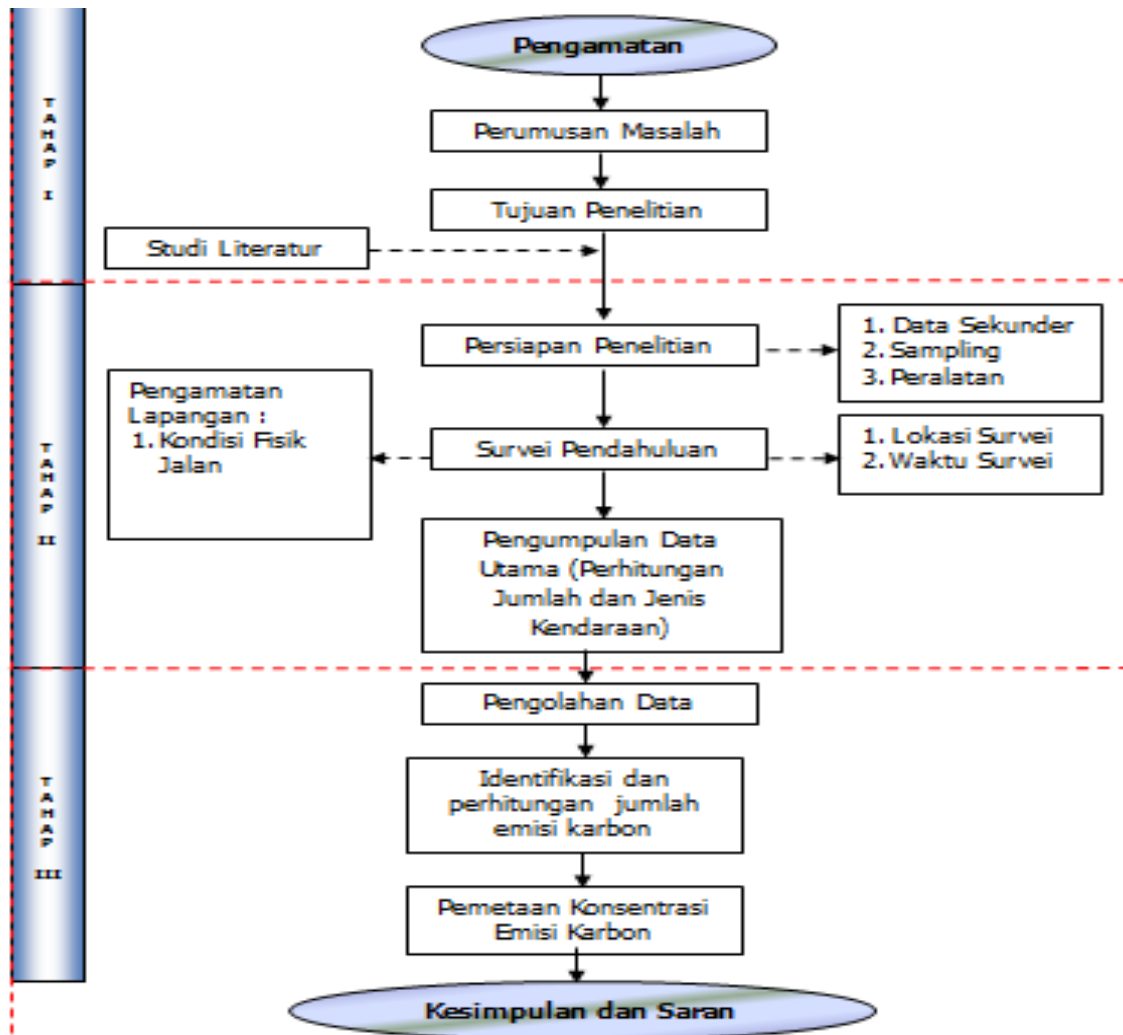 TAHAP I
Pengamatan
Perumusan Masalah
Tujuan Penelitian
Studi Literatur
TAHAP II
Persiapan Penelitian
1. Data Sekunder
2. Sampling
3. Peralatan
Pengamatan
Lapangan :
1. Kondisi Fisik
Jalan
Survei Pendahuluan
1. Lokasi Survei
2. Waktu Survei
Pengumpulan Data
Utama (Perhitungan
Jumlah dan Jenis
Kendaraan)
TAHAP III
Pengolahan Data
Identifikasi dan
perhitungan jumlah
emisi karbon
Pemetaan Konsentrasi
Emisi Karbon
Kesimpulan dan Saran